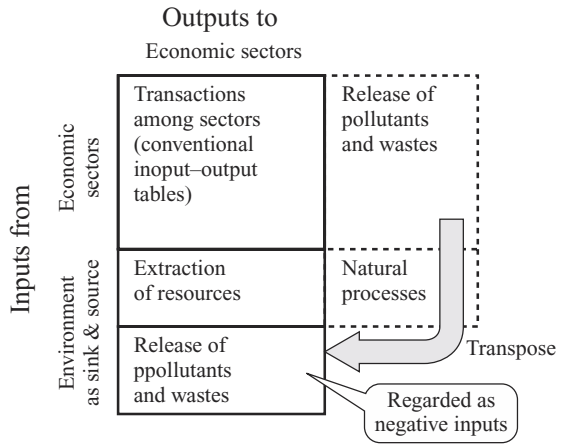 Outputs to
Economic sectors
Transactions
among sectors
(conventional
inoput–output
tables)
Release of
pollutants
and wastes
Inputs from
Economic
sectors
Environment
as sink & source
Extraction
of resources
Natural
processes
Release of
ppollutants
and wastes
Transpose
Regarded as
negative inputs